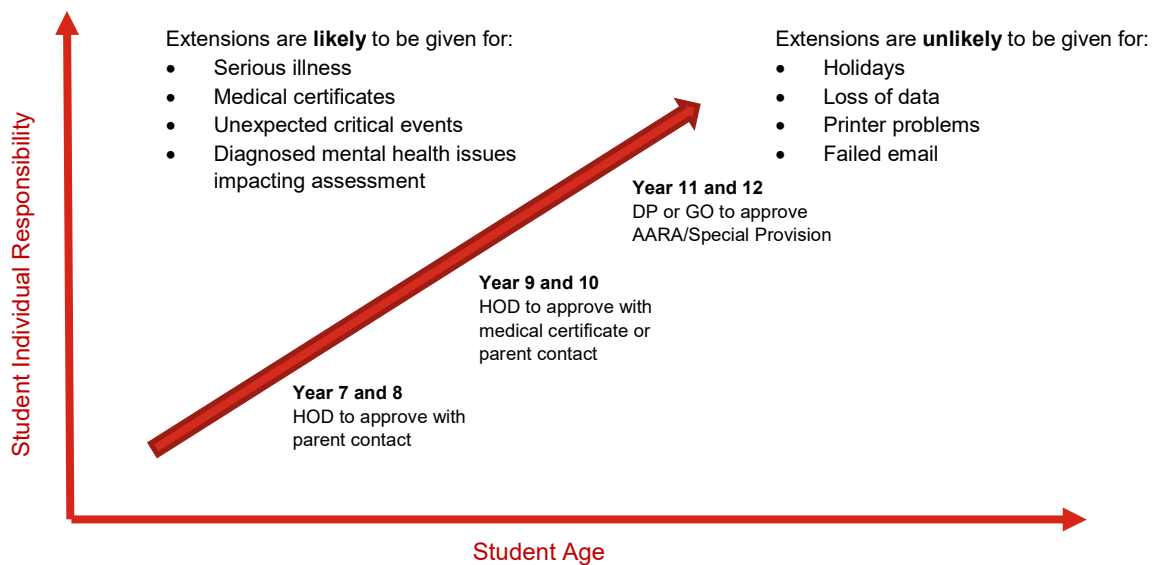 Extensions are likely to be given for:
• Serious illness
• Medical certificates
• Unexpected critical events
• Diagnosed mental health issues
impacting assessment
Extensions are unlikely to be given for:
• Holidays
• Loss of data
• Printer problems
• Failed email
Student Individual Responsibility
Year 11 and 12
DP or GO to approve
AARA/Special Provision
Year 9 and 10
HOD to approve with
medical certificate or
parent contact
Year 7 and 8
HOD to approve with
parent contact
Student Age